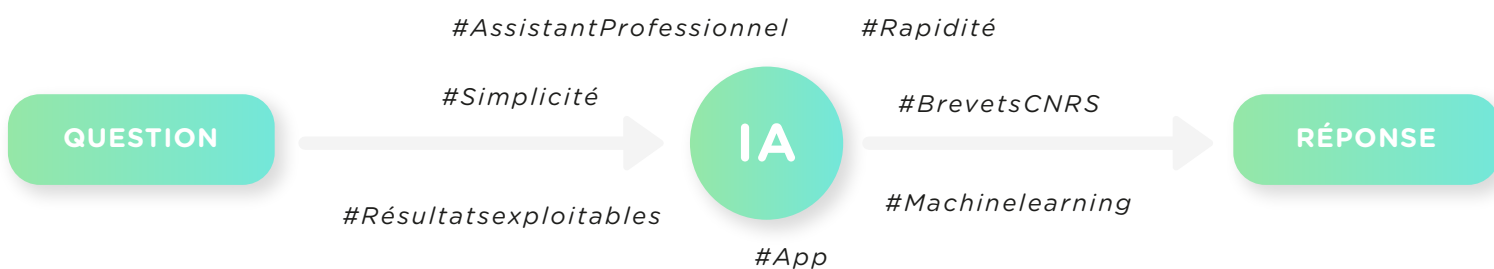 #AssistantProfessionnel #Rapidité
#Simplicité #BrevetsCNRS
QUESTION IA RÉPONSE
#Résultatsexploitables #Machinelearning
#App